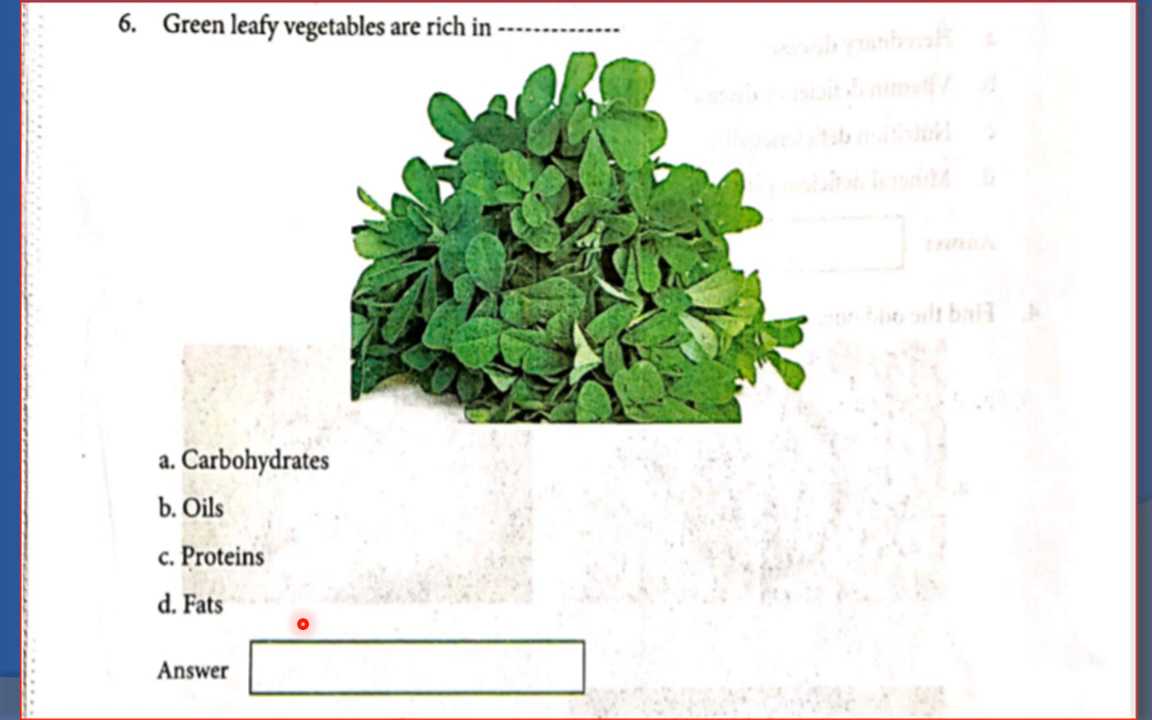 6. Green leafy vegetables are rich in --------------
a. Carbohydrates
b. Oils
c. Proteins
d. Fats
Answer